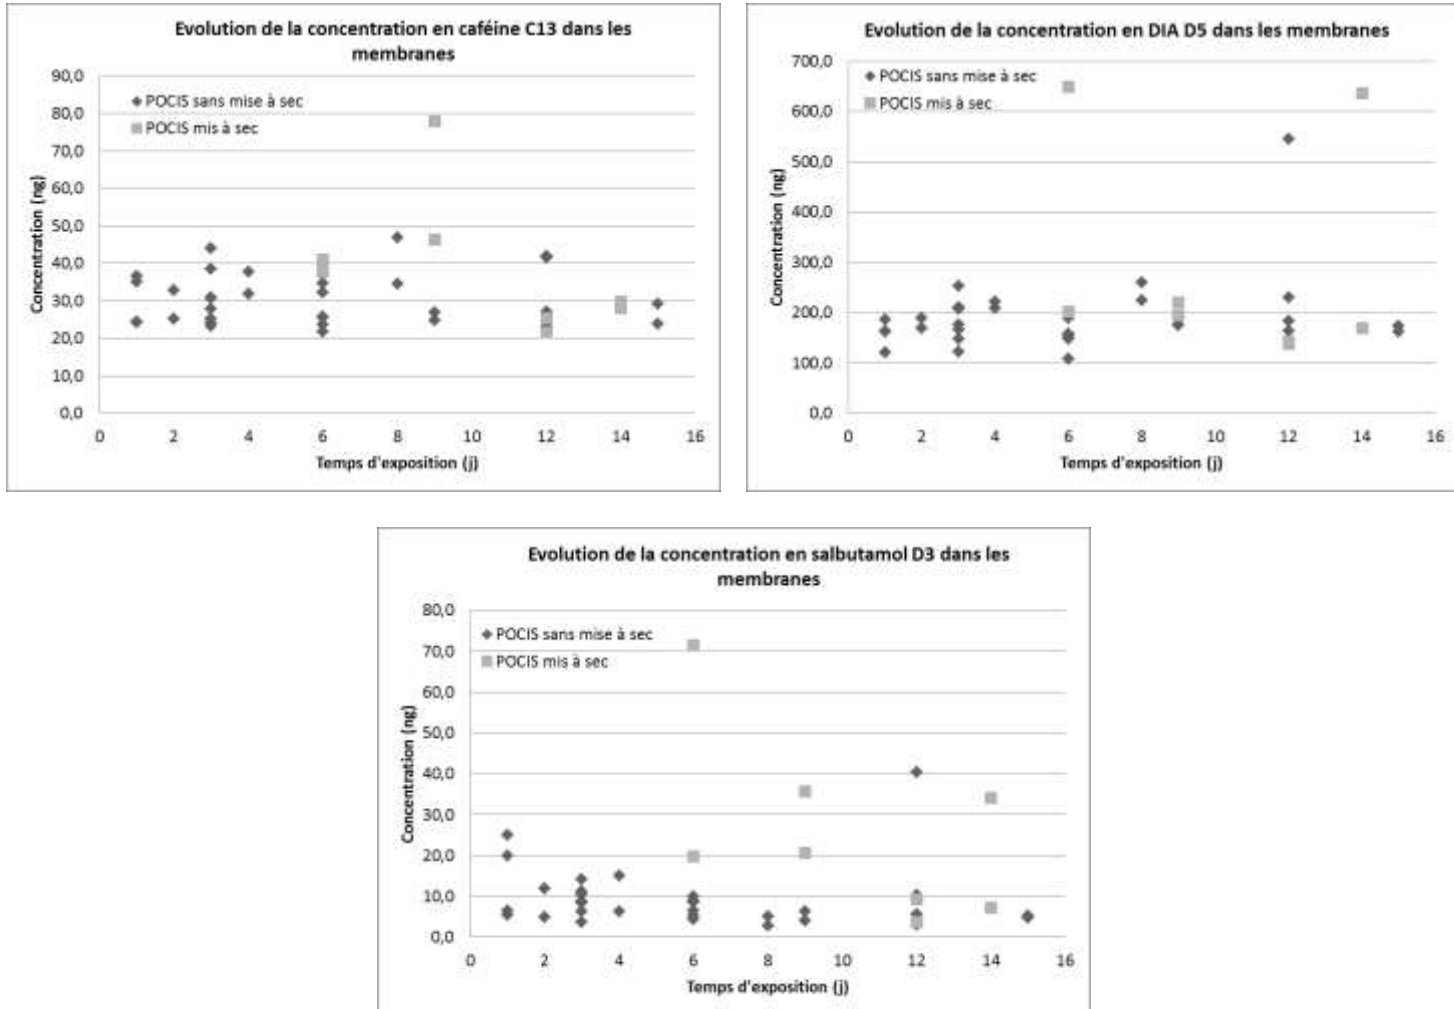 Evolution de la concentration en caféine C13 dans les
membranes
90,0
80,0
70,0
60,0
50,0
40,0
30,0
20,0
10,0
0,0
Concentration (ng)
POCIS sans mise à sec
POCIS mis à sec
0 2 4 6 8 10 12 14 16
Temps d'exposition (j)
Evolution de la concentration en DIA D5 dans les membranes
700,0
600,0
500,0
400,0
300,0
200,0
100,0
0,0
Concentration (ng)
POCIS sans mise à sec
POCIS mis à sec
0 2 4 6 8 10 12 14 16
Temps d'exposition (j)
Evolution de la concentration en salbutamol D3 dans les
membranes
80,0
70,0
60,0
50,0
40,0
30,0
20,0
10,0
0,0
Concentration (ng)
POCIS sans mise à sec
POCIS mis à sec
0 2 4 6 8 10 12 14 16
Temps d'exposition (j)